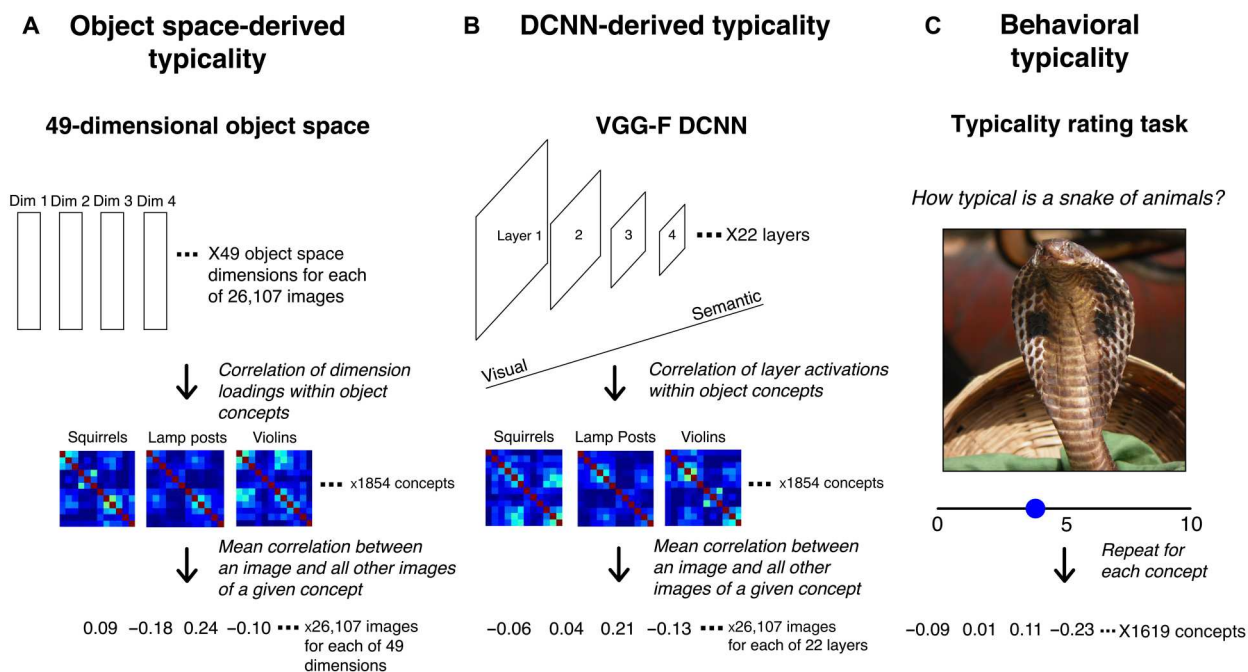 A Object space-derived
typicality
49-dimensional object space
Dim 1 Dim 2 Dim 3 Dim 4
... X49 object space
dimensions for each
of 26,107 images
Correlation of dimension
loadings within object
concepts
Squirrels Lamp posts Violins
... x1854 concepts
Mean correlation between
an image and all other images
of a given concept
0.09 −0.18 0.24 −0.10 ... x26,107 images
for each of 49
dimensions
B DCNN-derived typicality
VGG-F DCNN
Layer 1 2 3 4 ... X22 layers
Semantic
Visual
Correlation of layer activations
within object concepts
Squirrels Lamp Posts Violins
... x1854 concepts
Mean correlation between
an image and all other
images of a given concept
−0.06 0.04 0.21 −0.13 ... x26,107 images
for each of 22 layers
C Behavioral
typicality
Typicality rating task
How typical is a snake of animals?
0 5 10
Repeat for
each concept
−0.09 0.01 0.11 −0.23 ... X1619 concepts